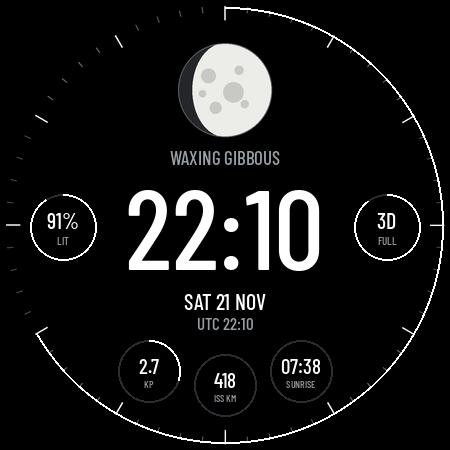 WAXING GIBBOUS
91%
LIT
22:10
3D
FULL
SAT 21 NOV
UTC 22:10
2.7
KP
418
ISS KM
07:38
SUNRISE